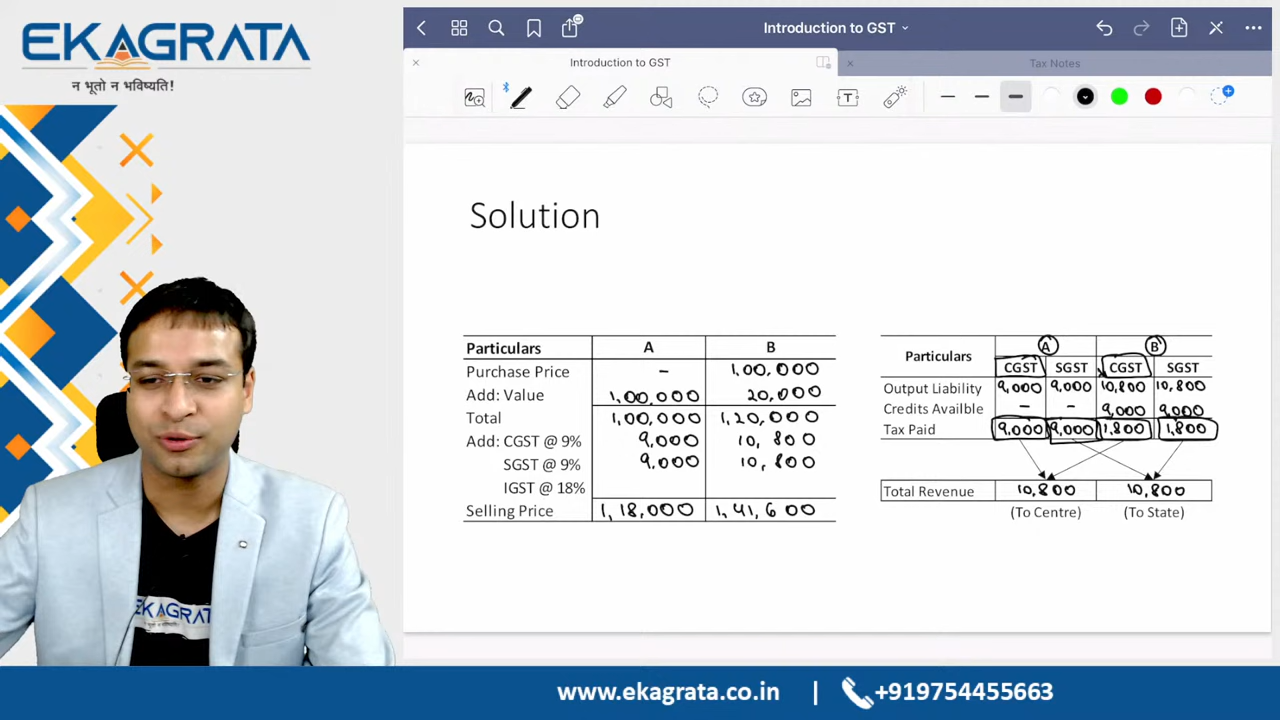 EKAGRATA
न भूतो न भविष्यति!
Introduction to GST
Introduction to GST
Tax Notes
T
Solution
Particulars A B
Purchase Price - 1,00,000
Add: Value 1,00,000 20,000
Total 1,00,000 1,20,000
Add: CGST @ 9% 9,000 10,800
SGST @ 9% 9,000 10,800
IGST @ 18%
Selling Price 1,18,000 1,41,600
Particulars A B
CGST SGST CGST SGST
Output Liability 9,000 9,000 10,800 10,800
Credits Availble - - 9,000 9,000
Tax Paid 9,000 9,000 1,800 1,800
Total Revenue 10,800 10,800
(To Centre) (To State)
EKAGRATA
www.ekagrata.co.in | +919754455663